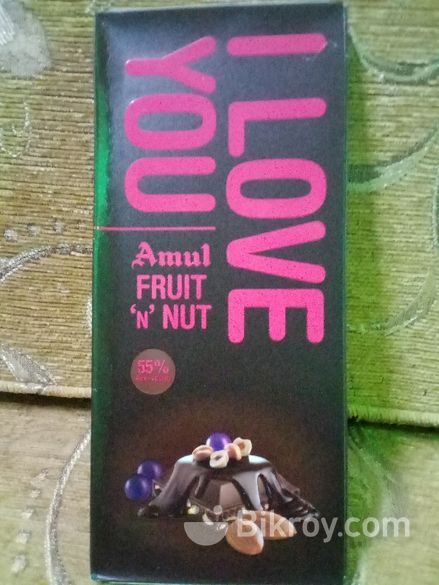 I LOVE
YOU
Amul
FRUIT
'N' NUT
55%
Bikroy.com